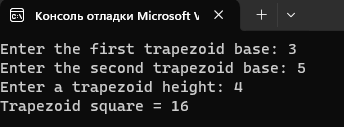 Консоль отладки Microsoft V
Enter the first trapezoid base: 3
Enter the second trapezoid base: 5
Enter a trapezoid height: 4
Trapezoid square = 16